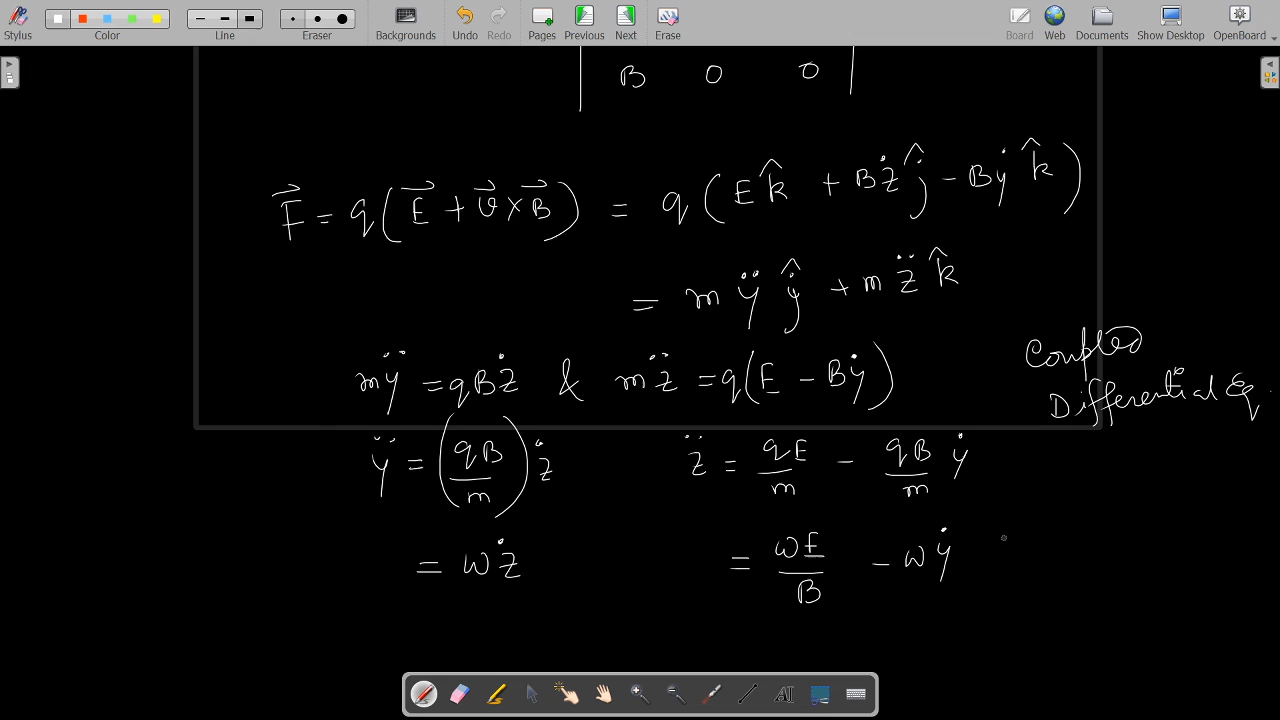 Stylus Color Line Eraser Backgrounds Undo Redo Pages Previous Next Erase Board Web Documents Show Desktop OpenBoard
| B 0 0 |
F⃗ = q(E⃗ + v⃗ × B⃗) = q(E k̂ + Bż ĵ − Bẏ k̂)
= m ÿ ĵ + m z̈ k̂
Coupled
mÿ = qBż & mz̈ = q(E − Bẏ)
Differential Eq.
ÿ = (qB/m) ż z̈ = qE/m − qB/m ẏ
= ωż = ωE/B − ωẏ
AI